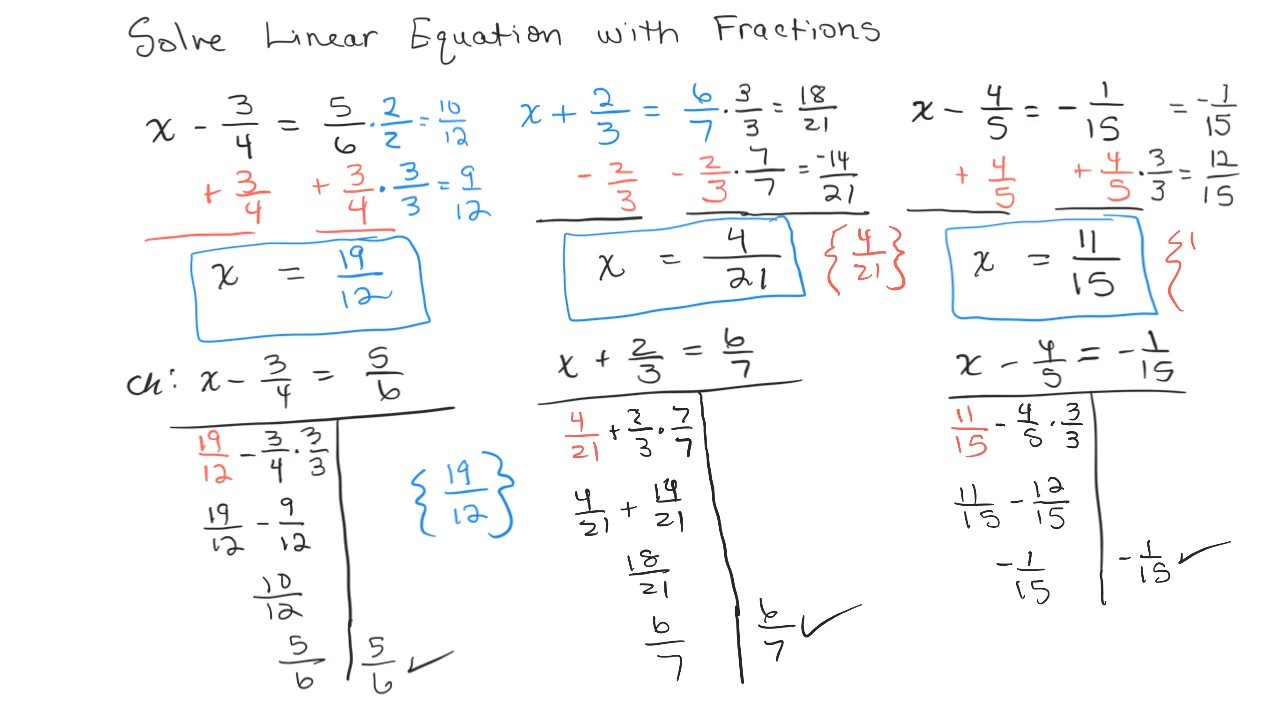 Solve Linear Equation with Fractions
x - 3/4 = 5/6 · 2/2 = 10/12
+ 3/4 + 3/4 · 3/3 = 9/12
x = 19/12
ch: x - 3/4 = 5/6
19/12 - 3/4 · 3/3
19/12 - 9/12
10/12
5/6 5/6 ✓
{19/12}
x + 2/3 = 6/7 · 3/3 = 18/21
- 2/3 - 2/3 · 7/7 = -14/21
x = 4/21 {4/21}
x + 2/3 = 6/7
4/21 + 2/3 · 7/7
4/21 + 14/21
18/21
6/7 6/7 ✓
x - 4/5 = - 1/15 = -1/15
+ 4/5 + 4/5 · 3/3 = 12/15
x = 11/15 {1
x - 4/5 = - 1/15
11/15 - 4/5 · 3/3
11/15 - 12/15
- 1/15 - 1/15 ✓